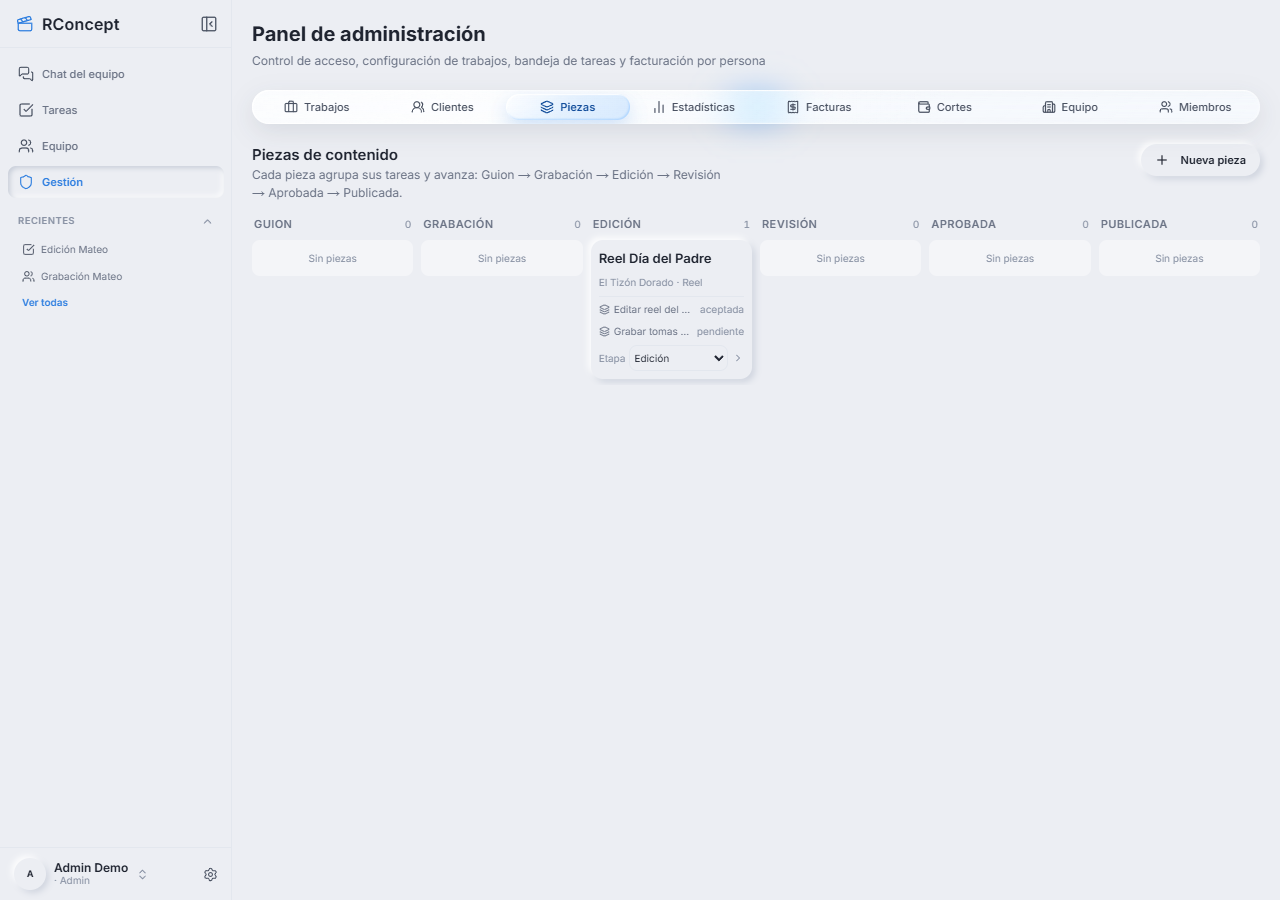 RConcept
Chat del equipo
Tareas
Equipo
Gestión
RECIENTES
Edición Mateo
Grabación Mateo
Ver todas
A
Admin Demo
· Admin
Panel de administración
Control de acceso, configuración de trabajos, bandeja de tareas y facturación por persona
Trabajos
Clientes
Piezas
Estadísticas
Facturas
Cortes
Equipo
Miembros
Piezas de contenido
Cada pieza agrupa sus tareas y avanza: Guion → Grabación → Edición → Revisión
→ Aprobada → Publicada.
Nueva pieza
GUION 0
Sin piezas
GRABACIÓN 0
Sin piezas
EDICIÓN 1
Reel Día del Padre
El Tizón Dorado · Reel
Editar reel del ... aceptada
Grabar tomas ... pendiente
Etapa Edición
REVISIÓN 0
Sin piezas
APROBADA 0
Sin piezas
PUBLICADA 0
Sin piezas